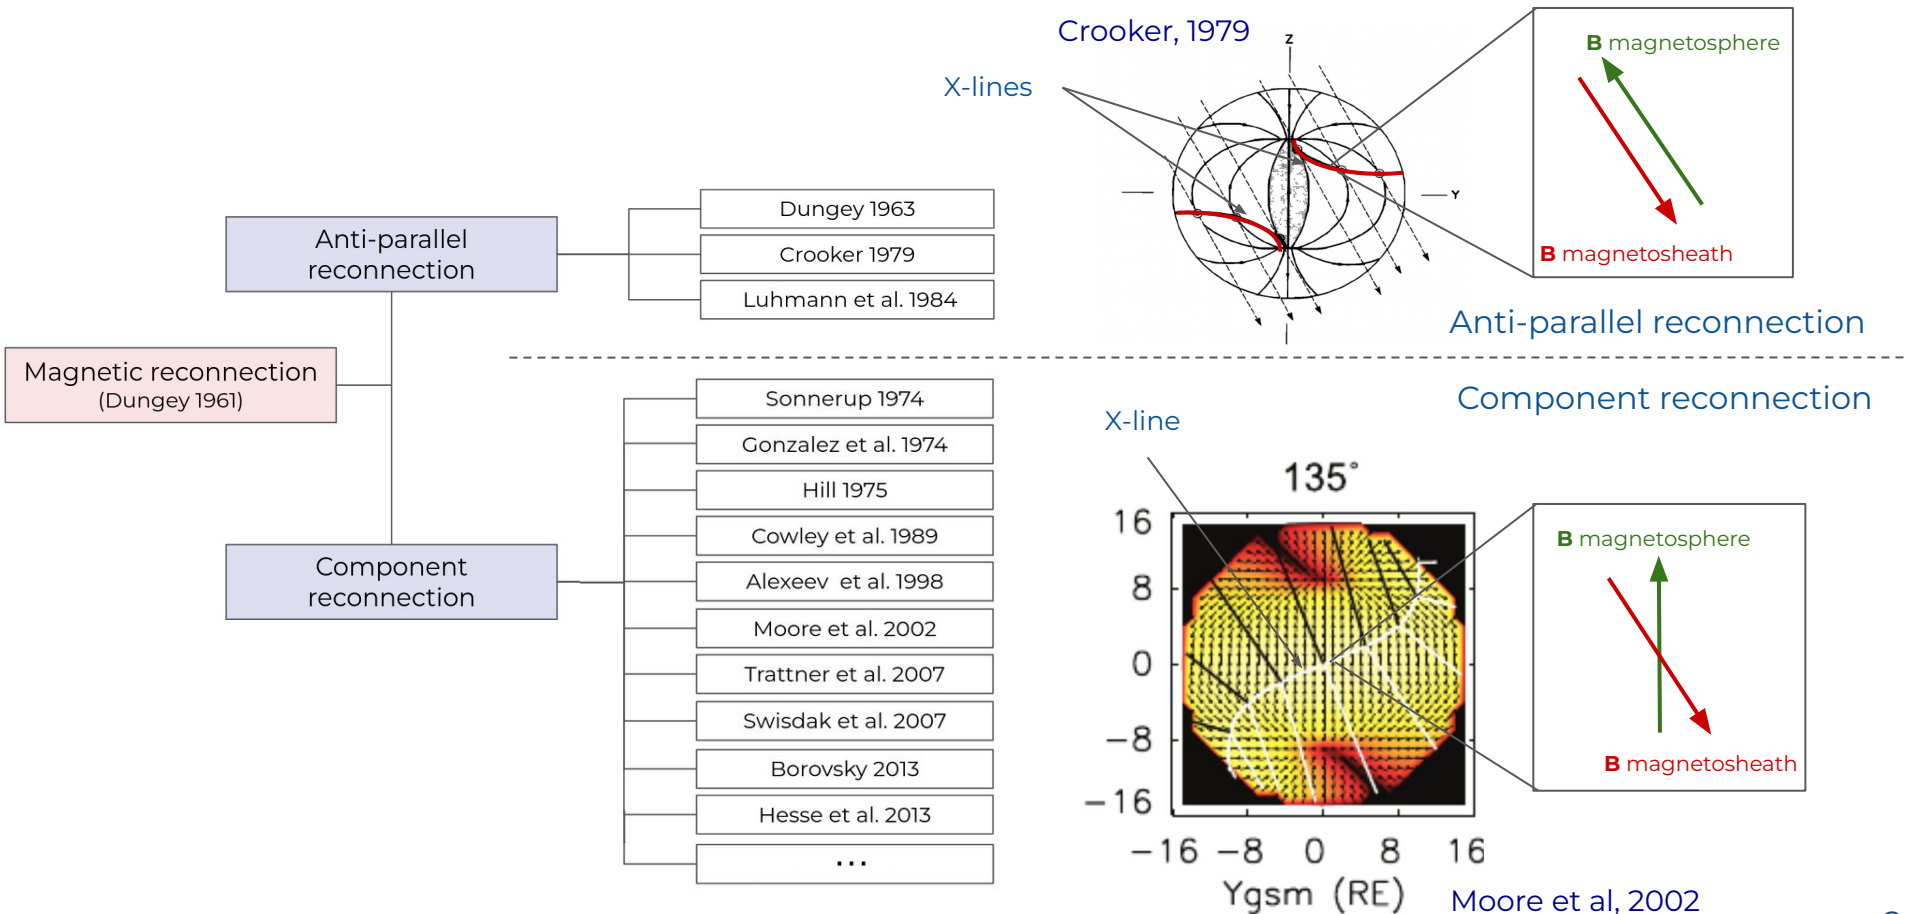 Crooker, 1979
X-lines
Z
Y
B magnetosphere
B magnetosheath
Anti-parallel reconnection
Anti-parallel
reconnection
Dungey 1963
Crooker 1979
Luhmann et al. 1984
Magnetic reconnection
(Dungey 1961)
Component
reconnection
Sonnerup 1974
Gonzalez et al. 1974
Hill 1975
Cowley et al. 1989
Alexeev et al. 1998
Moore et al. 2002
Trattner et al. 2007
Swisdak et al. 2007
Borovsky 2013
Hesse et al. 2013
...
Component reconnection
X-line
135°
16
8
0
-8
-16
-16 -8 0 8 16
Ygsm (RE)
B magnetosphere
B magnetosheath
Moore et al, 2002